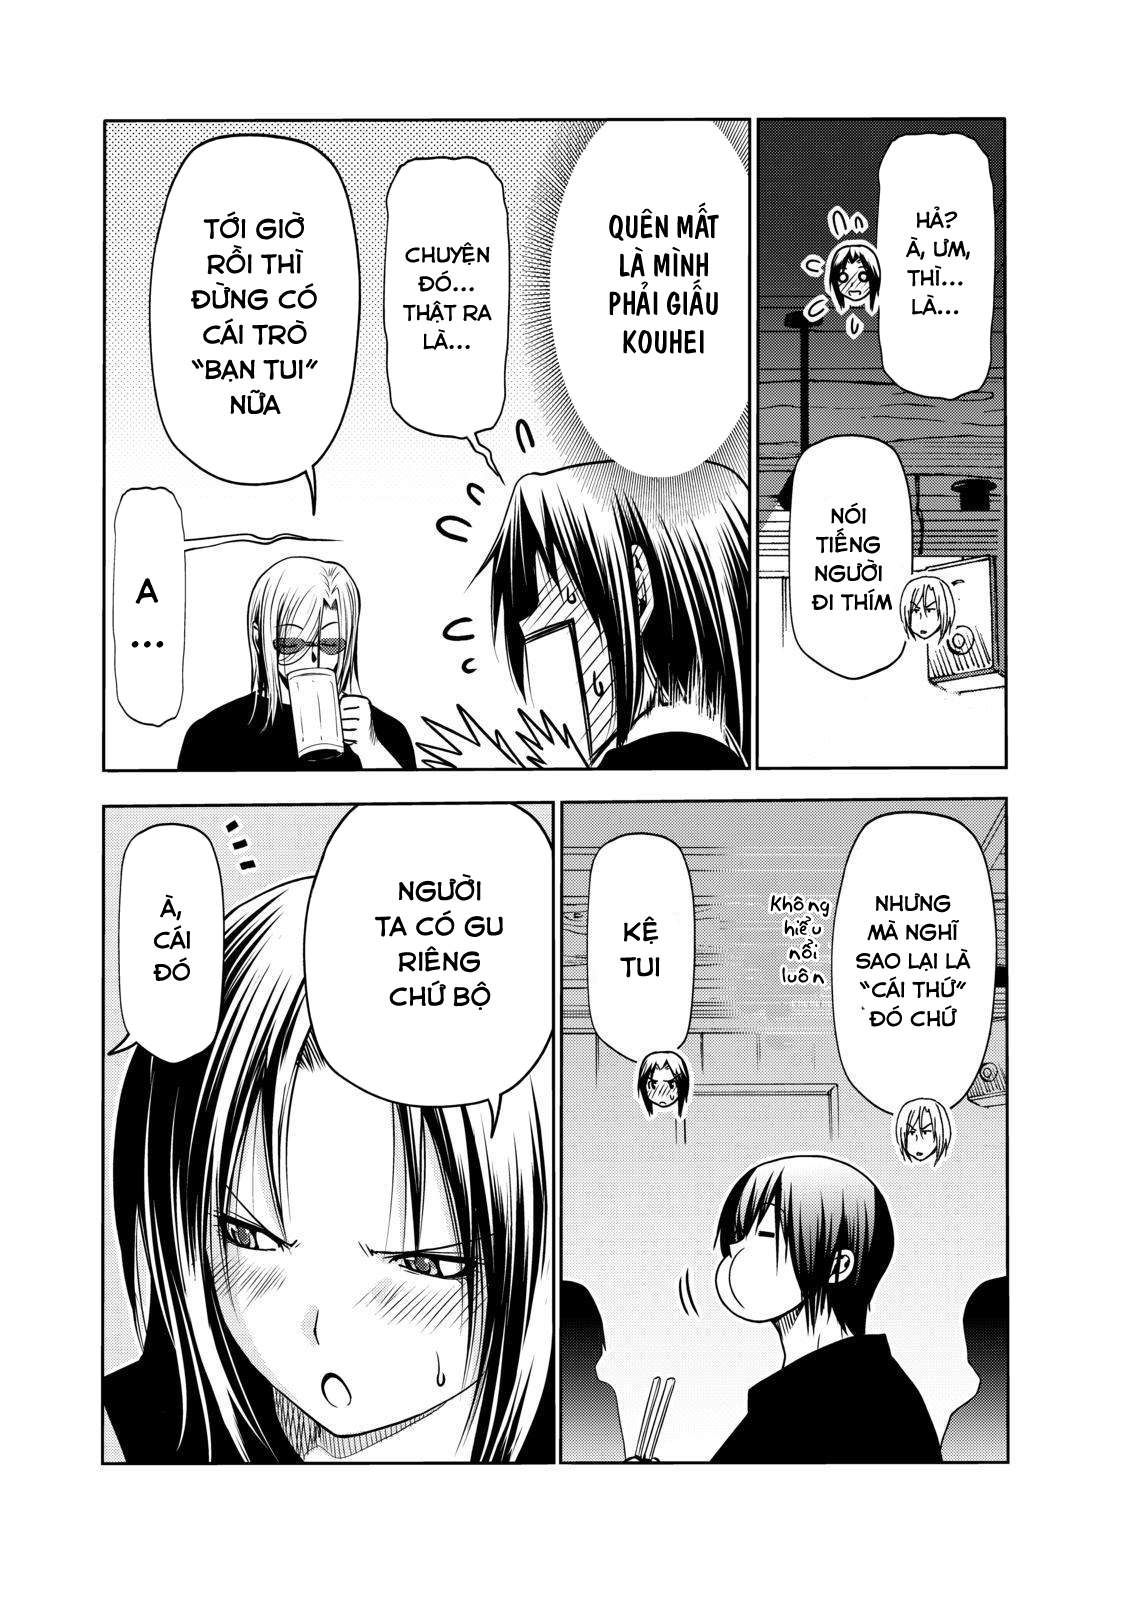 HẢ?
À, ƯM,
THÌ...
LÀ...
NÓI
TIẾNG
NGƯỜI
ĐI THÍM
QUÊN MẤT
LÀ MÌNH
PHẢI GIẤU
KOUHEI
CHUYỆN
ĐÓ...
THẬT RA
LÀ...
TỚI GIỜ
RỒI THÌ
ĐỪNG CÓ
CÁI TRÒ
“BẠN TUI”
NỮA
A
...
NHƯNG
MÀ NGHĨ
SAO LẠI LÀ
“CÁI THỨ”
ĐÓ CHỨ
Không
hiểu
nổi
luôn
KỆ
TUI
NGƯỜI
TA CÓ GU
RIÊNG
CHỨ BỘ
À,
CÁI
ĐÓ